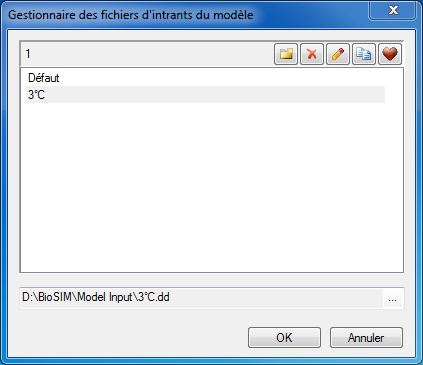 Gestionnaire des fichiers d'intrants du modèle
1
Défaut
3°C
D:\BioSIM\Model Input\3°C.dd
...
OK
Annuler